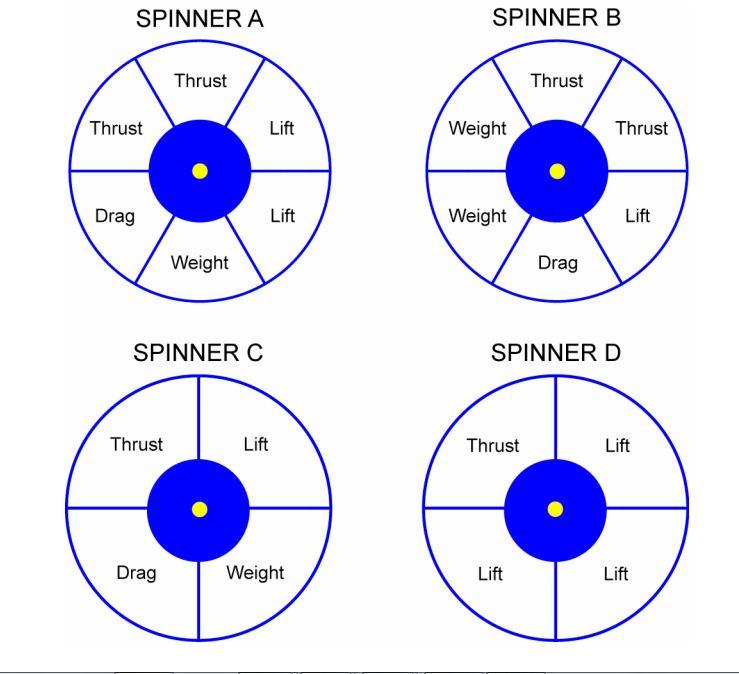 SPINNER A
SPINNER B
Thrust
Thrust
Lift
Drag
Lift
Weight
Thrust
Weight
Thrust
Weight
Lift
Drag
SPINNER C
SPINNER D
Thrust
Lift
Drag
Weight
Thrust
Lift
Lift
Lift